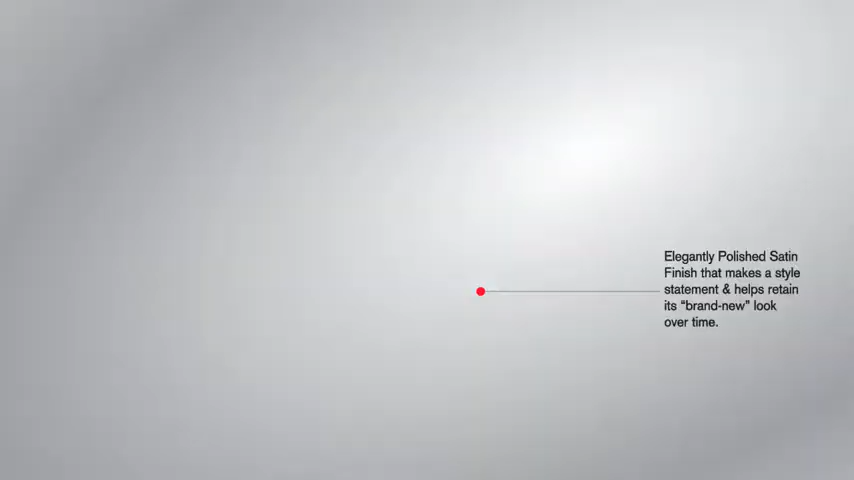 Elegantly Polished Satin
Finish that makes a style
statement & helps retain
its “brand-new” look
over time.